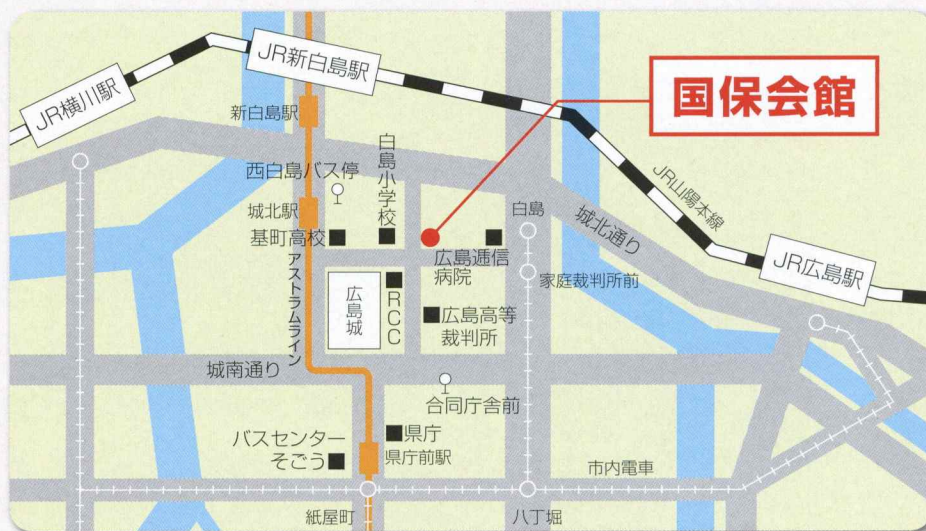 JR横川駅
JR新白島駅
国保会館
新白島駅
白島小学校
西白島バス停
城北駅
基町高校
白島
城北通り
JR山陽本線
JR広島駅
広島逓信
病院
家庭裁判所前
アストラムライン
広島城
RCC
広島高等
裁判所
城南通り
合同庁舎前
県庁
バスセンター
そごう
県庁前駅
市内電車
紙屋町
八丁堀